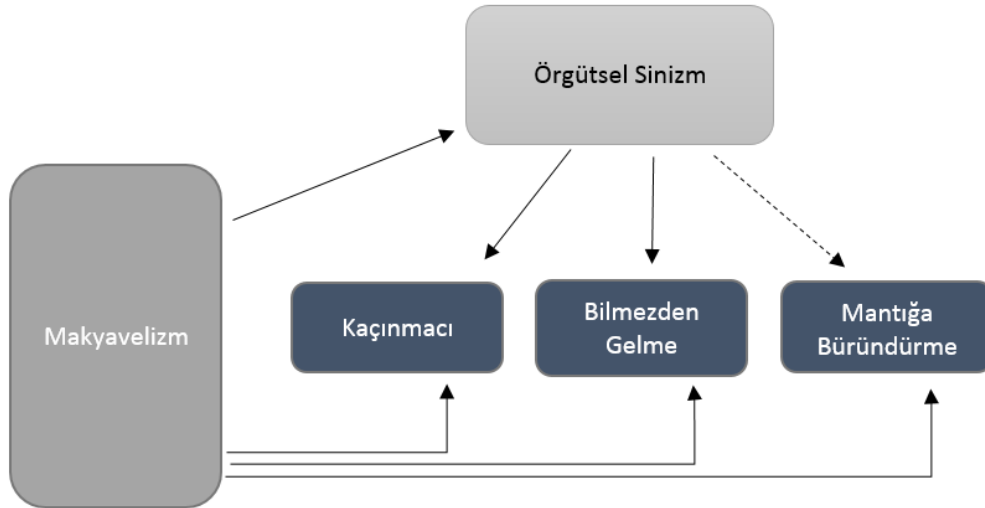 Örgütsel Sinizm
Makyavelizm
Kaçınmacı
Bilmezden
Gelme
Mantığa
Büründürme